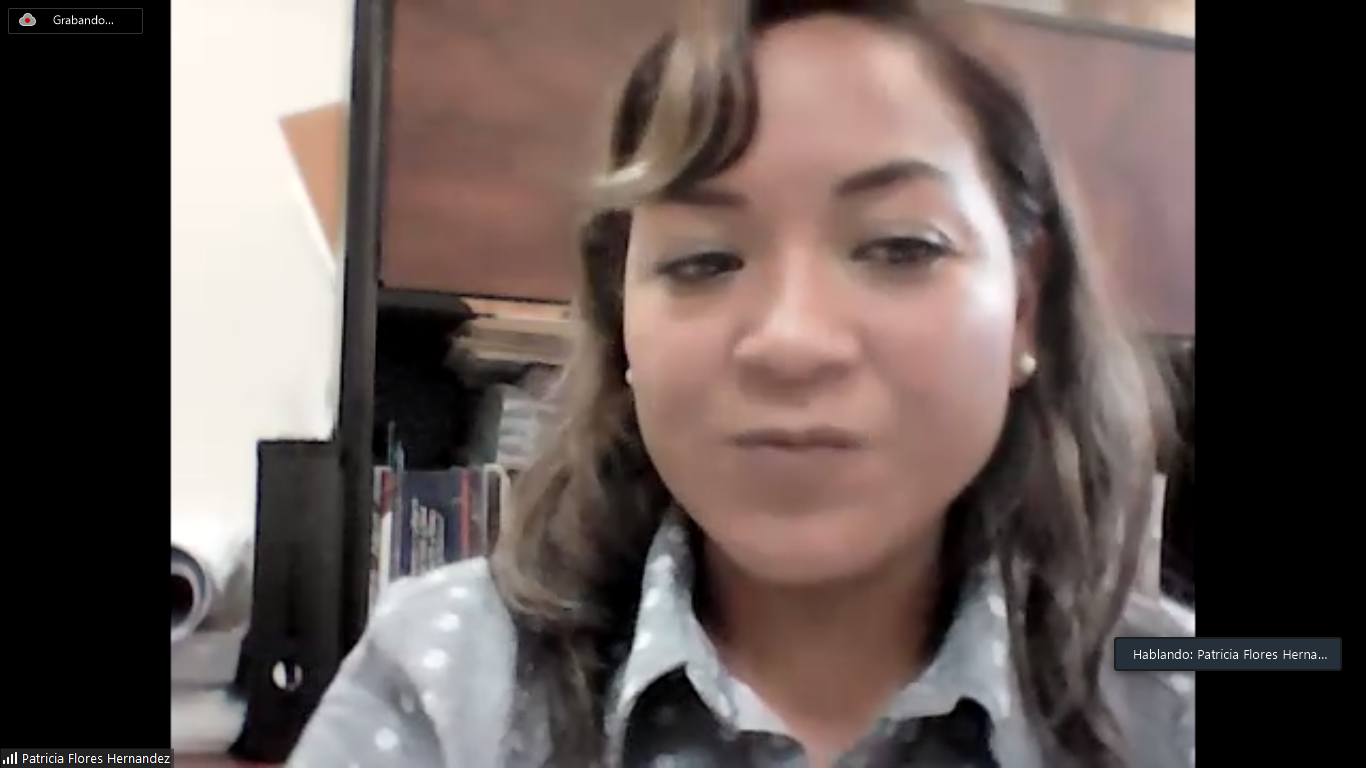 Grabando...
Hablando: Patricia Flores Herna...
Patricia Flores Hernandez